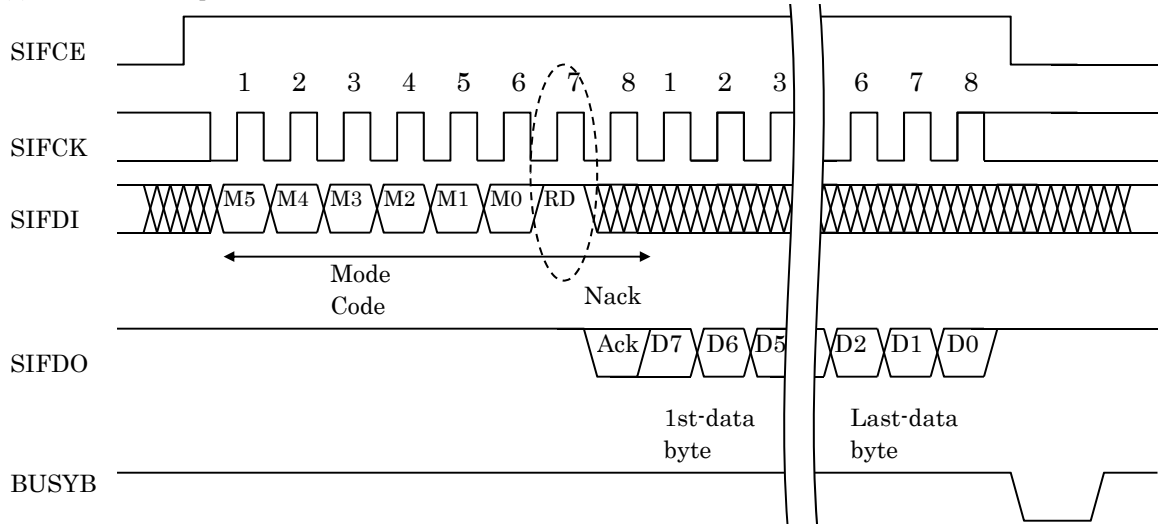 SIFCE
1 2 3 4 5 6 7 8 1 2 3 6 7 8
SIFCK
SIFDI
M5 M4 M3 M2 M1 M0 RD
Mode
Code
Nack
SIFDO
Ack D7 D6 D5 D2 D1 D0
1st-data
byte
Last-data
byte
BUSYB